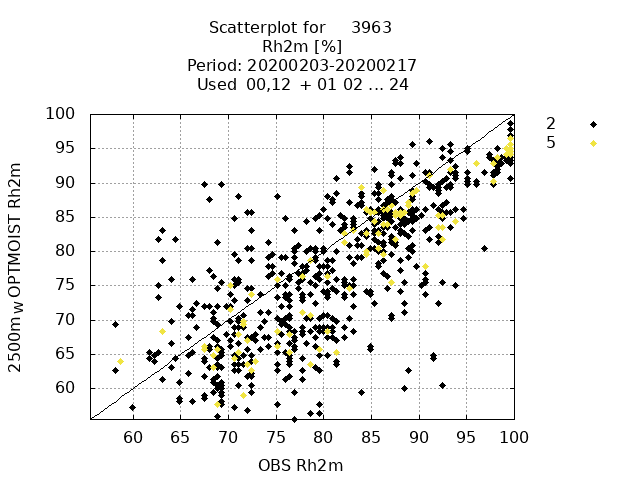 Scatterplot for 3963
Rh2m [%]
Period: 20200203-20200217
Used 00,12 + 01 02 ... 24
2
5
100
95
90
85
80
75
70
65
60
2500mw OPTMOIST Rh2m
60 65 70 75 80 85 90 95 100
OBS Rh2m